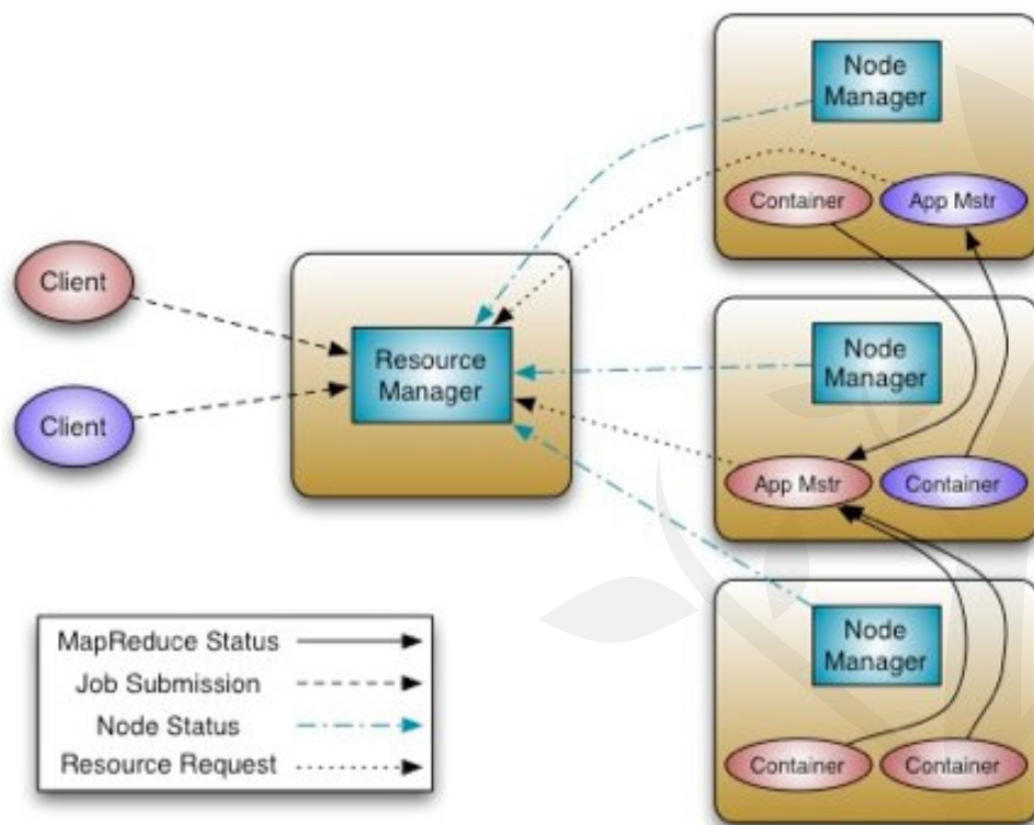 Client
Client
Resource
Manager
Node
Manager
Container
App Mstr
Node
Manager
App Mstr
Container
Node
Manager
Container
Container
MapReduce Status
Job Submission
Node Status
Resource Request